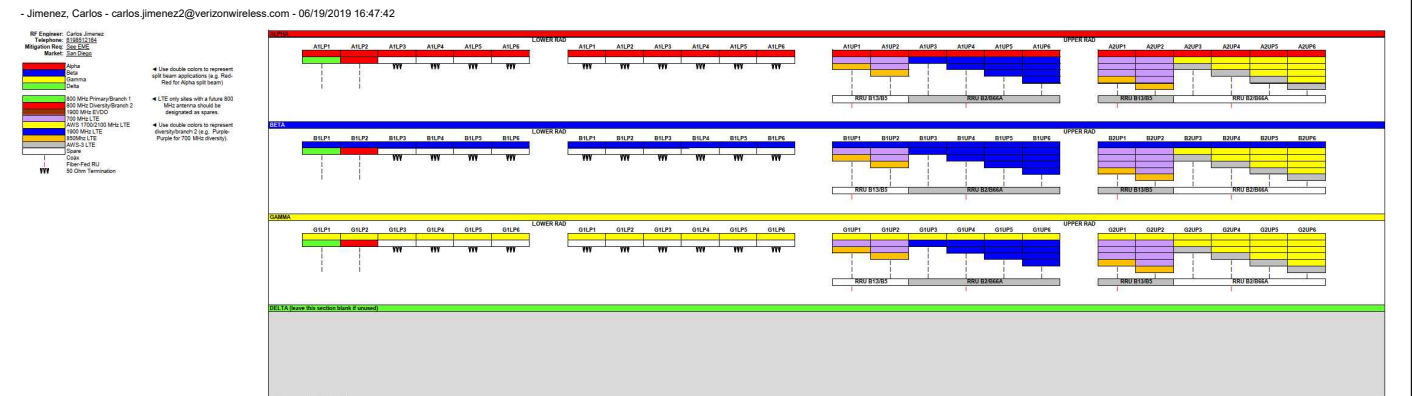 - Jimenez, Carlos - carlos.jimenez2@verizonwireless.com - 06/19/2019 16:47:42
RF Engineer: Carlos Jimenez
Telephone: 6198512164
Mitigation Req: See EME
Market: San Diego
Alpha
Beta
Gamma
Delta
◄ Use double colors to represent
split beam applications (e.g. Red-
Red for Alpha split beam)
800 MHz Primary/Branch 1
800 MHz Diversity/Branch 2
1900 MHz EVDO
700 MHz LTE
AWS 1700/2100 MHz LTE
1900 MHz LTE
850Mhz LTE
AWS-3 LTE
Spare
Coax
Fiber-Fed RU
50 Ohm Termination
◄ LTE only sites with a future 800
MHz antenna should be
designated as spares.
◄ Use double colors to represent
diversity/branch 2 (e.g. Purple-
Purple for 700 MHz diversity).
ALPHA
LOWER RAD UPPER RAD
A1LP1 A1LP2 A1LP3 A1LP4 A1LP5 A1LP6 A1LP1 A1LP2 A1LP3 A1LP4 A1LP5 A1LP6 A1UP1 A1UP2 A1UP3 A1UP4 A1UP5 A1UP6 A2UP1 A2UP2 A2UP3 A2UP4 A2UP5 A2UP6
RRU B13/B5 RRU B2/B66A RRU B13/B5 RRU B2/B66A
BETA
LOWER RAD UPPER RAD
B1LP1 B1LP2 B1LP3 B1LP4 B1LP5 B1LP6 B1LP1 B1LP2 B1LP3 B1LP4 B1LP5 B1LP6 B1UP1 B1UP2 B1UP3 B1UP4 B1UP5 B1UP6 B2UP1 B2UP2 B2UP3 B2UP4 B2UP5 B2UP6
RRU B13/B5 RRU B2/B66A RRU B13/B5 RRU B2/B66A
GAMMA
LOWER RAD UPPER RAD
G1LP1 G1LP2 G1LP3 G1LP4 G1LP5 G1LP6 G1LP1 G1LP2 G1LP3 G1LP4 G1LP5 G1LP6 G1UP1 G1UP2 G1UP3 G1UP4 G1UP5 G1UP6 G2UP1 G2UP2 G2UP3 G2UP4 G2UP5 G2UP6
RRU B13/B5 RRU B2/B66A RRU B13/B5 RRU B2/B66A
DELTA (leave this section blank if unused)